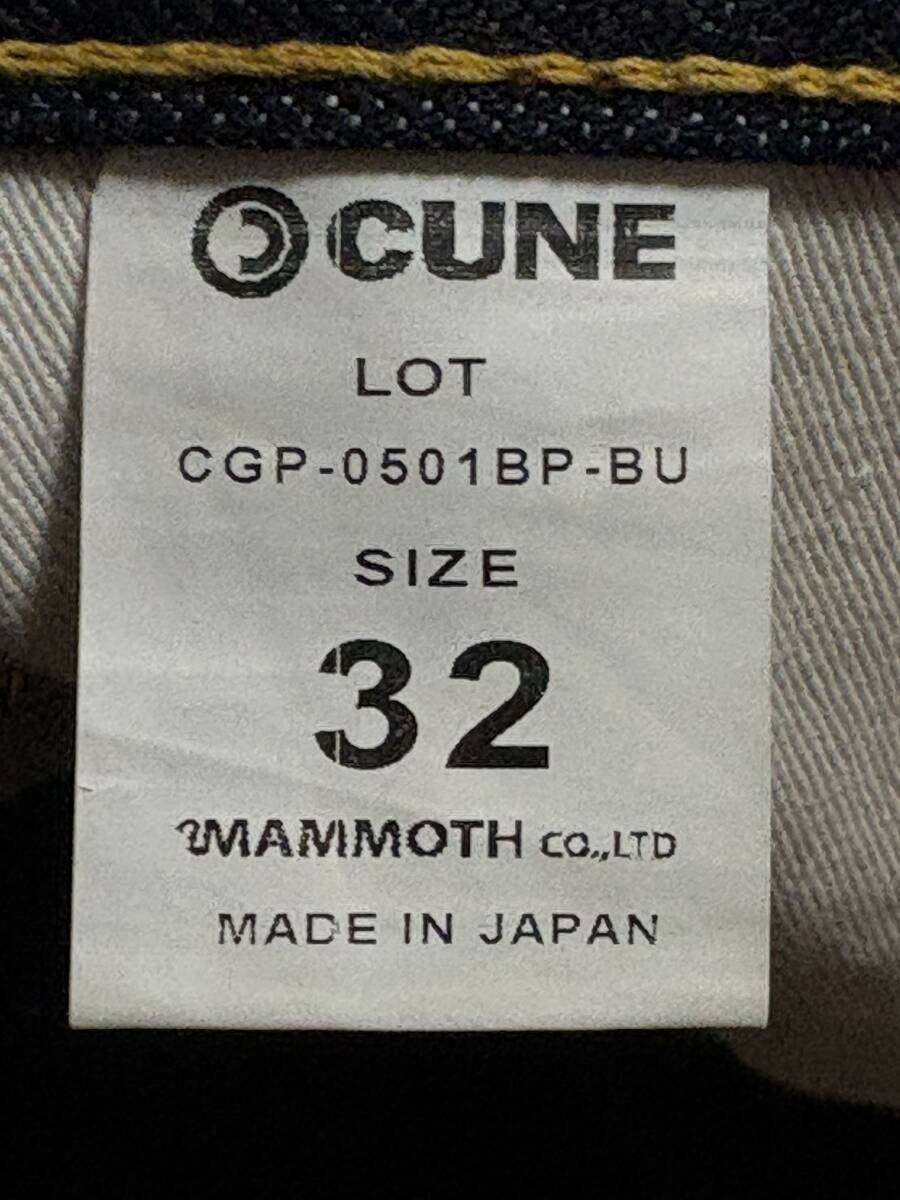 CUNE
LOT
CGP-0501BP-BU
SIZE
32
MAMMOTH CO.,LTD
MADE IN JAPAN